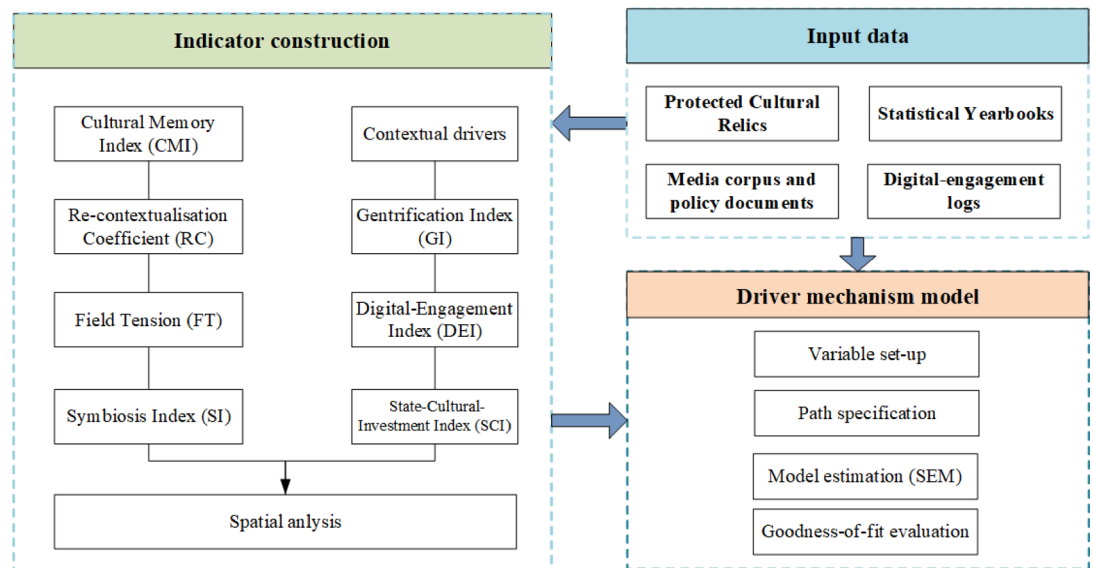 Indicator construction
Cultural Memory
Index (CMI)
Re-contextualisation
Coefficient (RC)
Field Tension (FT)
Symbiosis Index (SI)
Contextual drivers
Gentrification Index
(GI)
Digital-Engagement
Index (DEI)
State-Cultural-
Investment Index (SCI)
Spatial anlysis
Input data
Protected Cultural
Relics
Statistical Yearbooks
Media corpus and
policy documents
Digital-engagement
logs
Driver mechanism model
Variable set-up
Path specification
Model estimation (SEM)
Goodness-of-fit evaluation